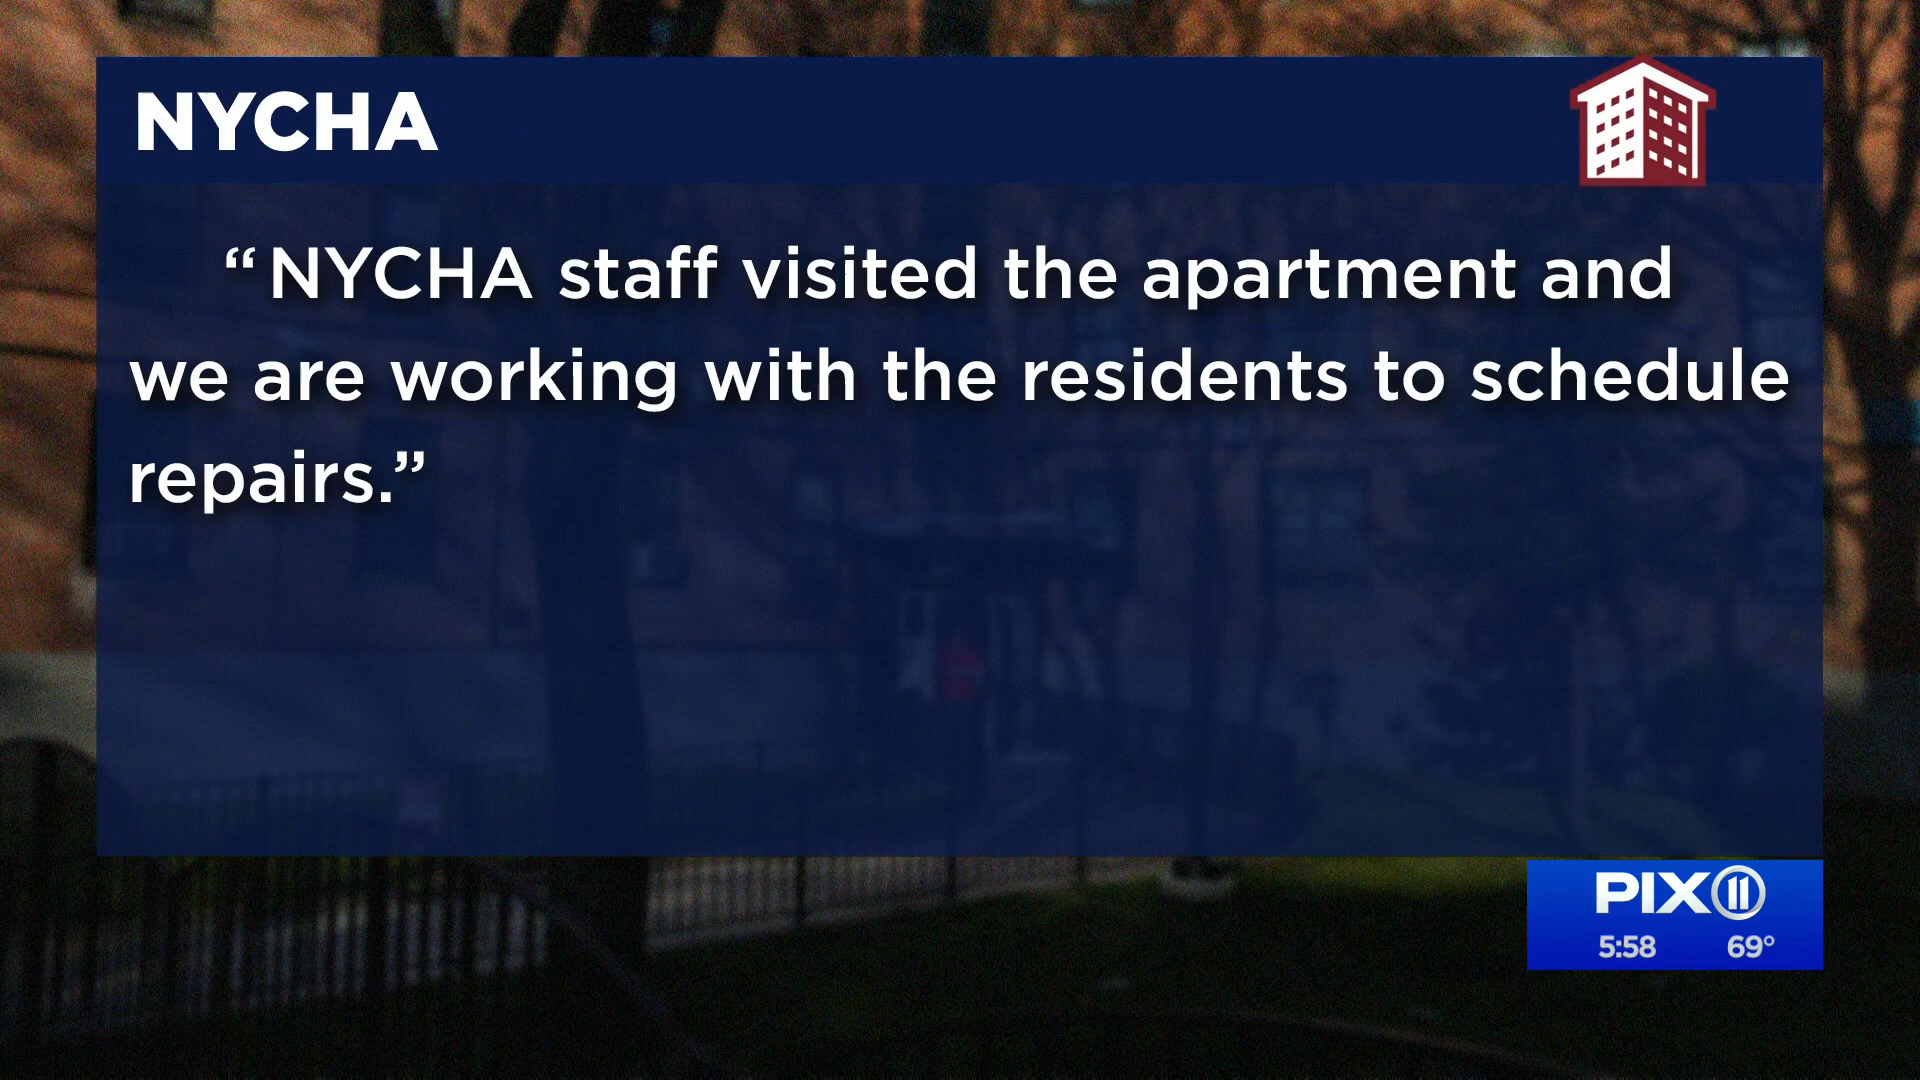 NYCHA
“NYCHA staff visited the apartment and
we are working with the residents to schedule
repairs.”
PIX11
5:58 69°